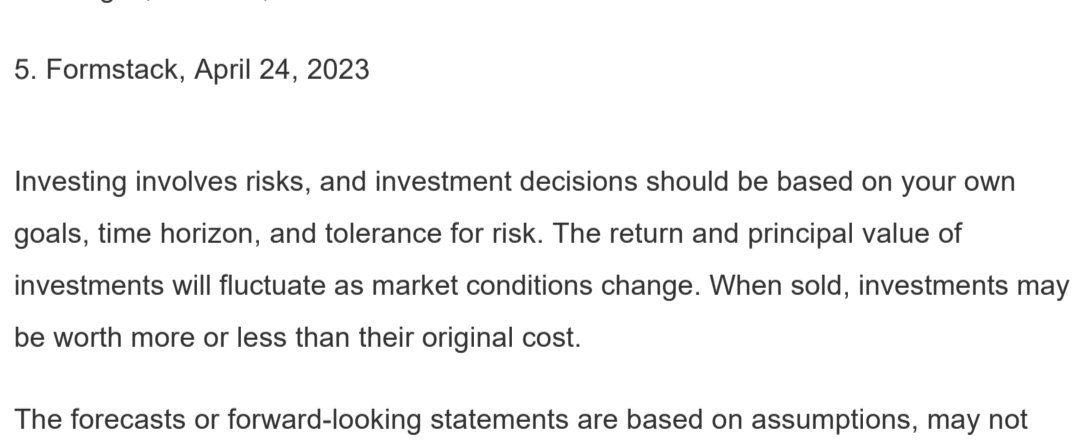 5. Formstack, April 24, 2023
Investing involves risks, and investment decisions should be based on your own
goals, time horizon, and tolerance for risk. The return and principal value of
investments will fluctuate as market conditions change. When sold, investments may
be worth more or less than their original cost.
The forecasts or forward-looking statements are based on assumptions, may not